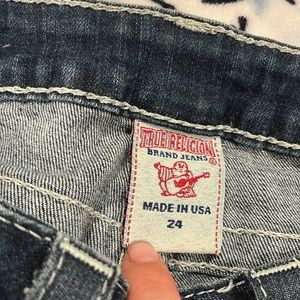 TRUE RELIGION
BRAND JEANS®
MADE IN USA
24